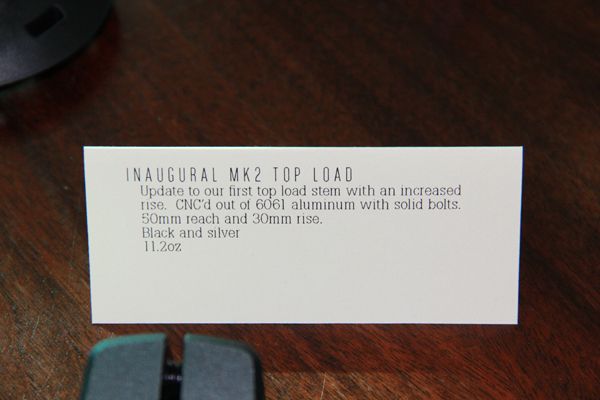 INAUGURAL MK2 TOP LOAD
Update to our first top load stem with an increased
rise. CNC'd out of 6061 aluminum with solid bolts.
50mm reach and 30mm rise.
Black and silver
11.2oz